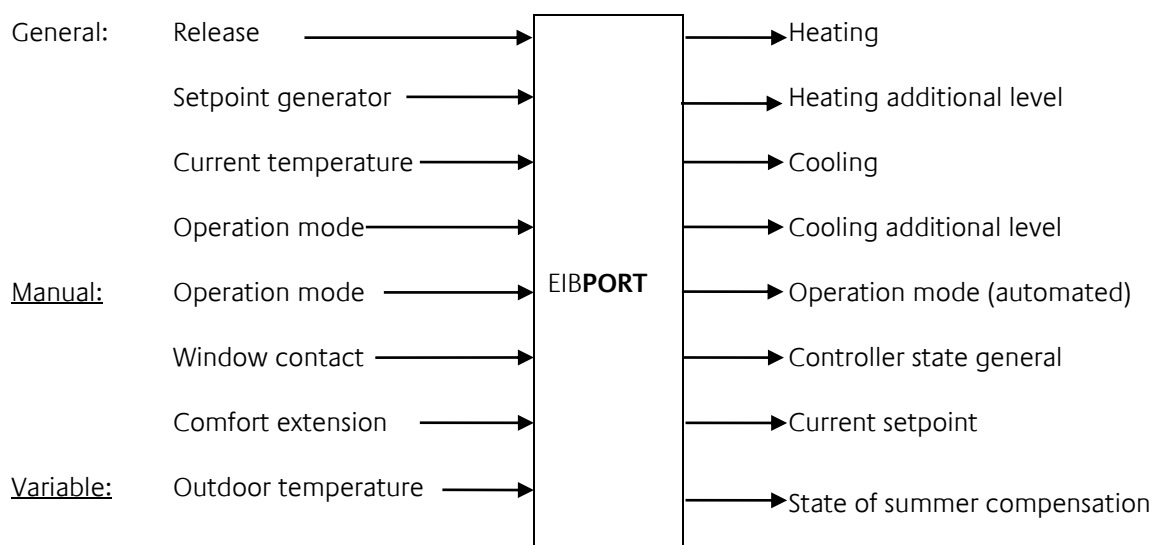 General: Release Heating
Setpoint generator Heating additional level
Current temperature Cooling
Operation mode Cooling additional level
Manual: Operation mode EIBPORT Operation mode (automated)
Window contact Controller state general
Comfort extension Current setpoint
Variable: Outdoor temperature State of summer compensation